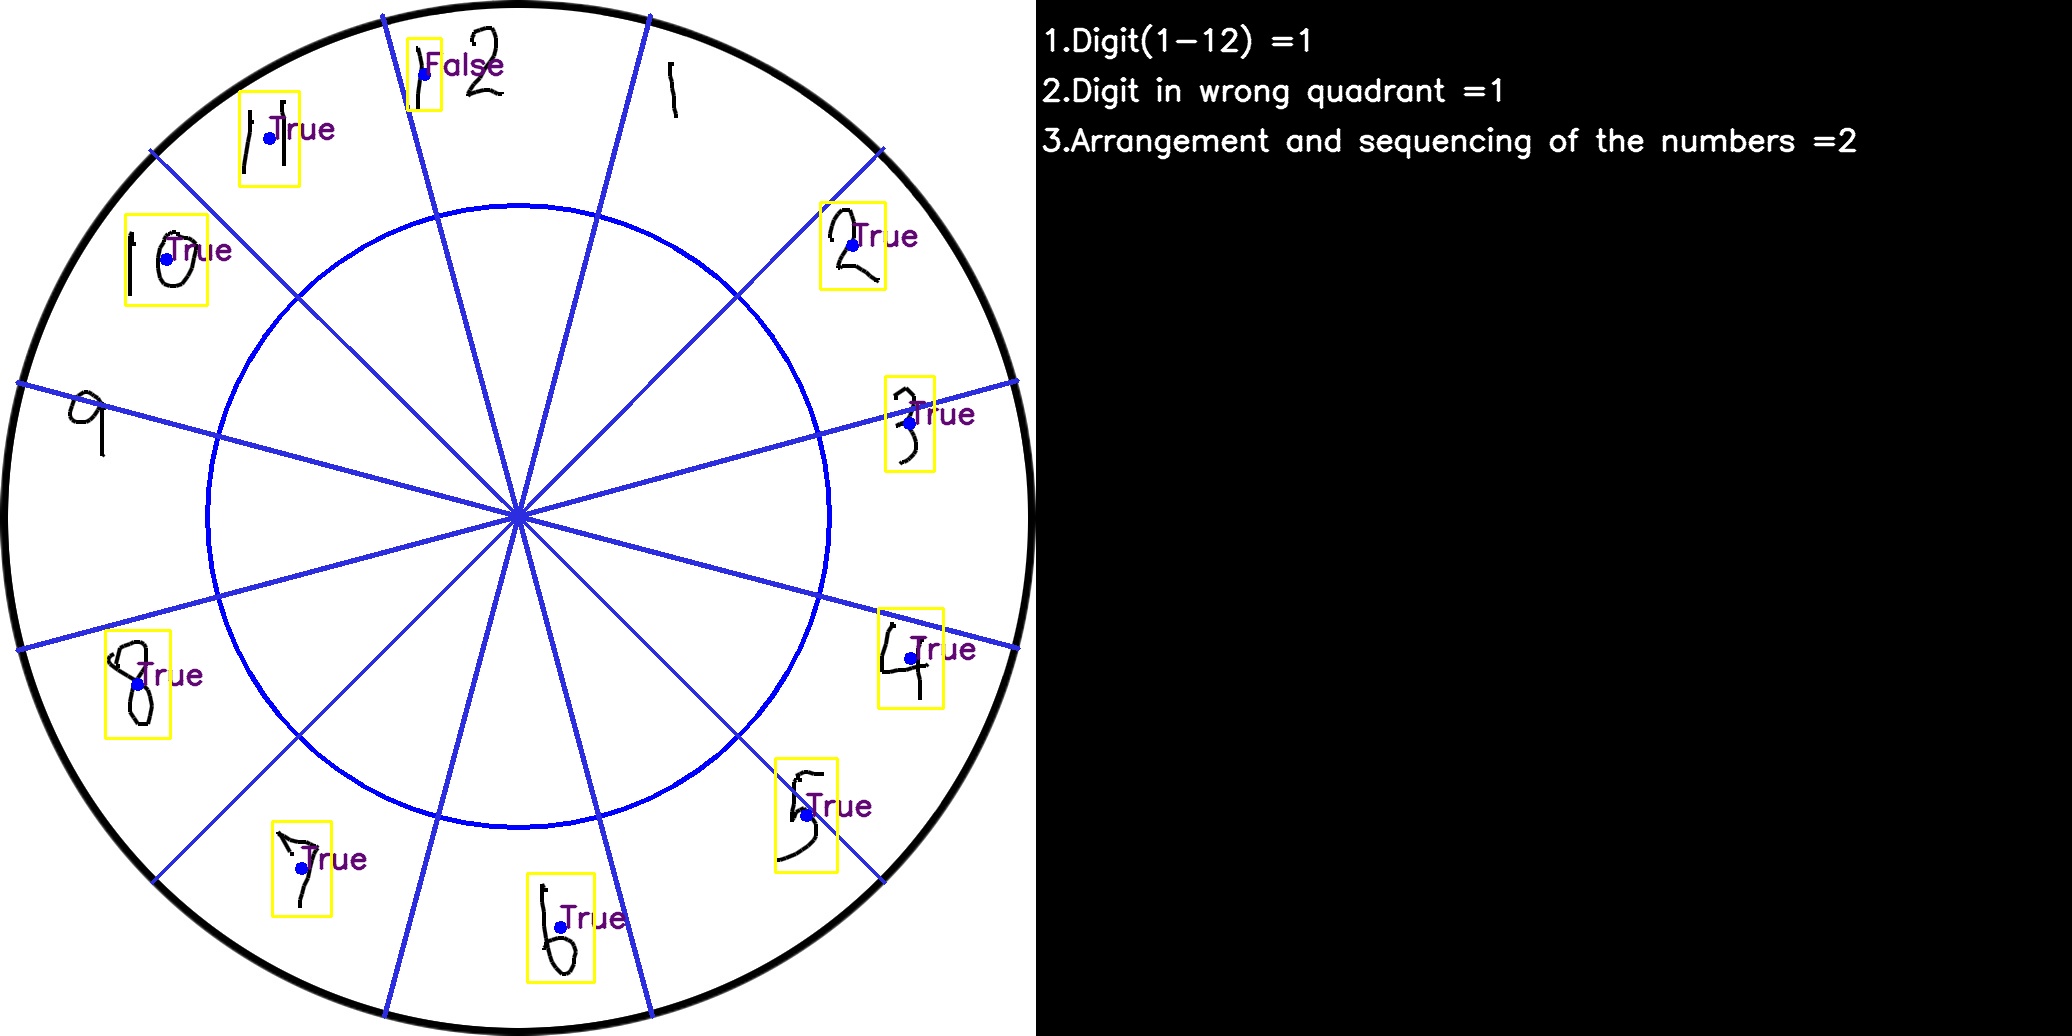 1 2
False
1
11
True
2
True
10
True
3
True
9
4
True
8
True
5
True
7
True
6
True
1.Digit(1-12) =1
2.Digit in wrong quadrant =1
3.Arrangement and sequencing of the numbers =2